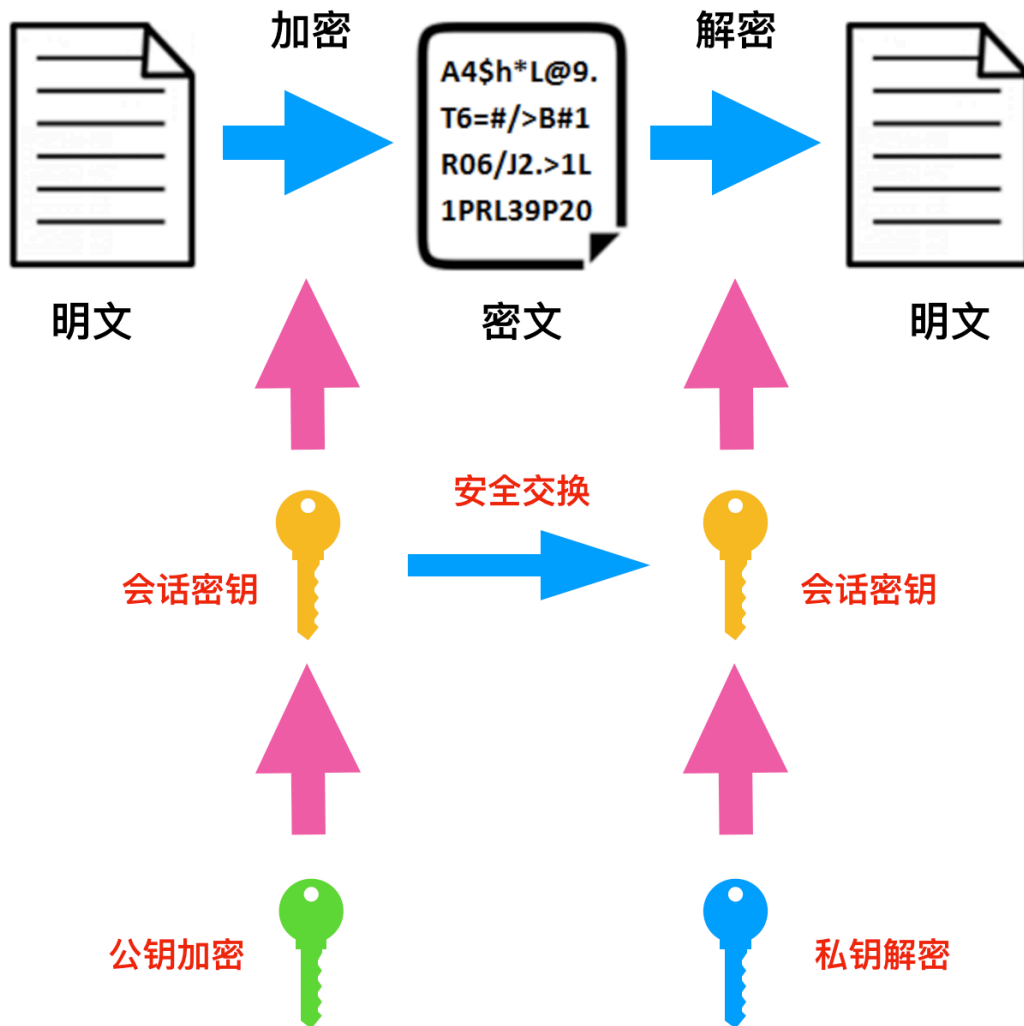 加密
解密
A4$h*L@9.
T6=#/>B#1
R06/J2.>1L
1PRL39P20
明文
密文
明文
安全交换
会话密钥
会话密钥
公钥加密
私钥解密